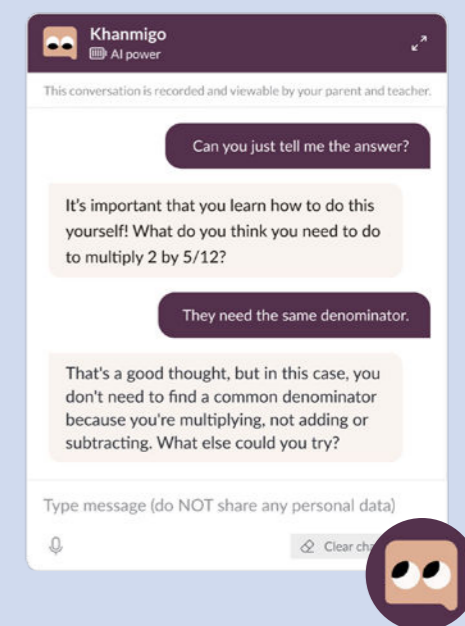 Khanmigo
AI power
This conversation is recorded and viewable by your parent and teacher.
Can you just tell me the answer?
It's important that you learn how to do this
yourself! What do you think you need to do
to multiply 2 by 5/12?
They need the same denominator.
That's a good thought, but in this case, you
don't need to find a common denominator
because you're multiplying, not adding or
subtracting. What else could you try?
Type message (do NOT share any personal data)
Clear